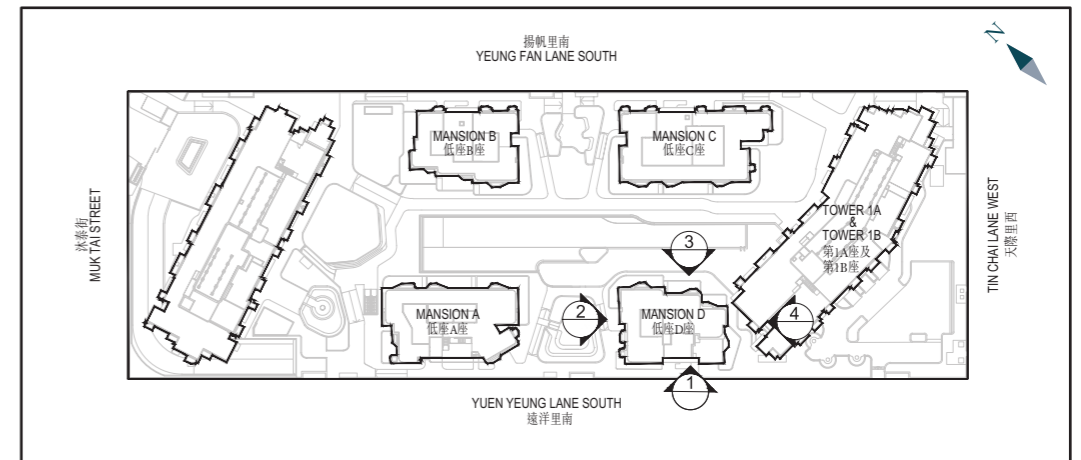 揚帆里南
YEUNG FAN LANE SOUTH
N
MANSION B
低座B座
MANSION C
低座C座
沐泰街
MUK TAI STREET
TOWER 1A
&
TOWER 1B
第1A座及
第1B座
TIN CHAI LANE WEST
天際里西
3
MANSION A
低座A座
2
MANSION D
低座D座
4
1
YUEN YEUNG LANE SOUTH
遠洋里南